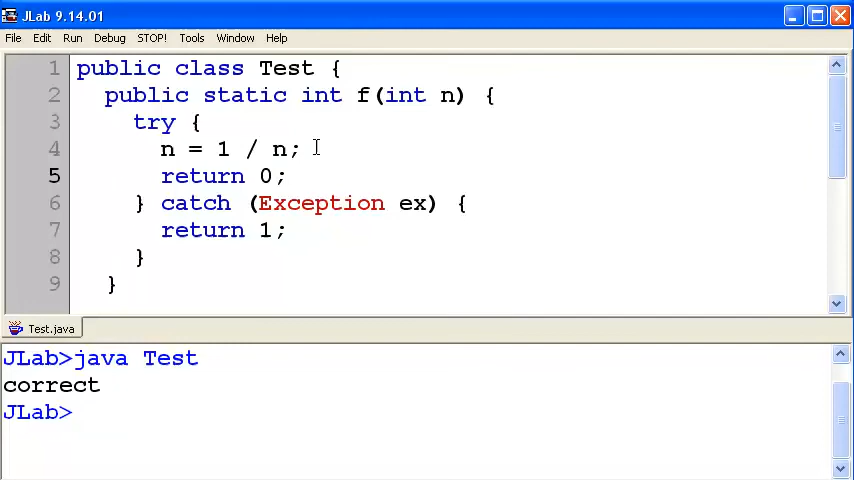 JLab 9.14.01
File Edit Run Debug STOP! Tools Window Help
1 public class Test {
2 public static int f(int n) {
3 try {
4 n = 1 / n;
5 return 0;
6 } catch (Exception ex) {
7 return 1;
8 }
9 }
Test.java
JLab>java Test
correct
JLab>